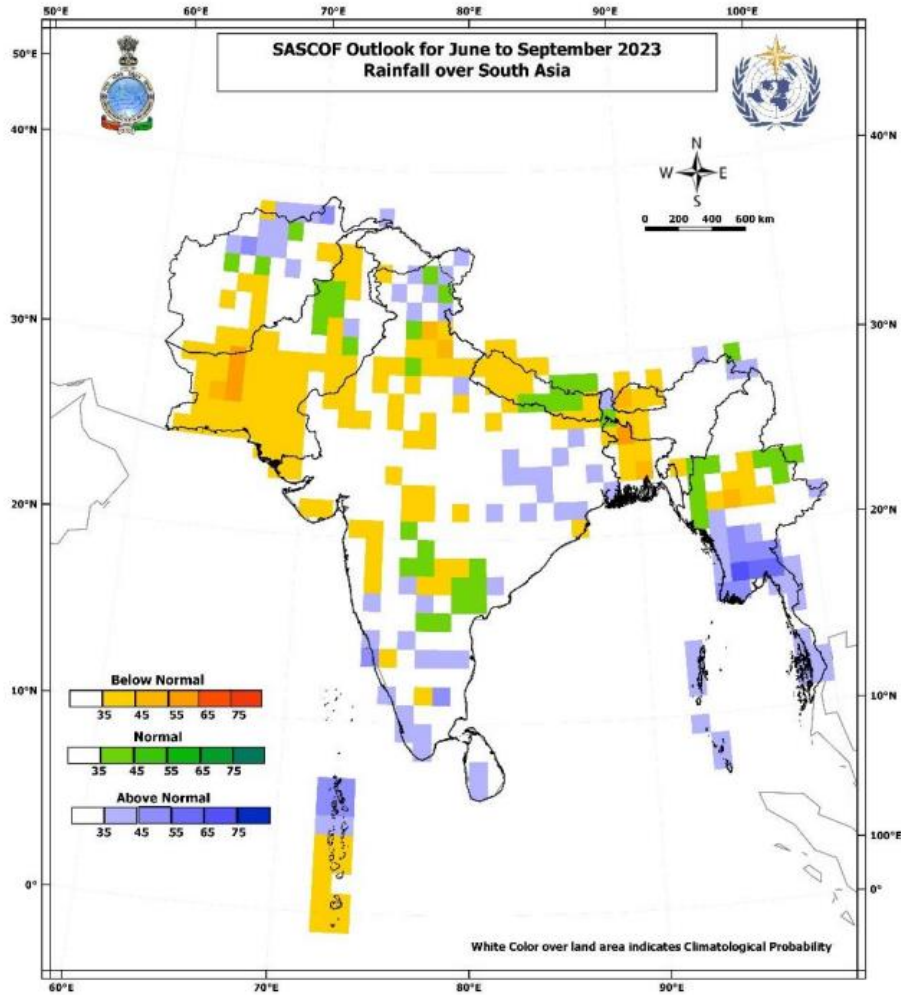 50°E 60°E 70°E 80°E 90°E 100°E
SASCOF Outlook for June to September 2023
Rainfall over South Asia
50°N
40°N 40°N
N
W E
S
0 200 400 600 km
30°N 30°N
20°N 20°N
Below Normal
35 45 55 65 75
10°N 10°N
Normal
35 45 55 65 75
Above Normal
35 45 55 65 75
100°E
0° 0°
White Color over land area indicates Climatological Probability
60°E 70°E 80°E 90°E